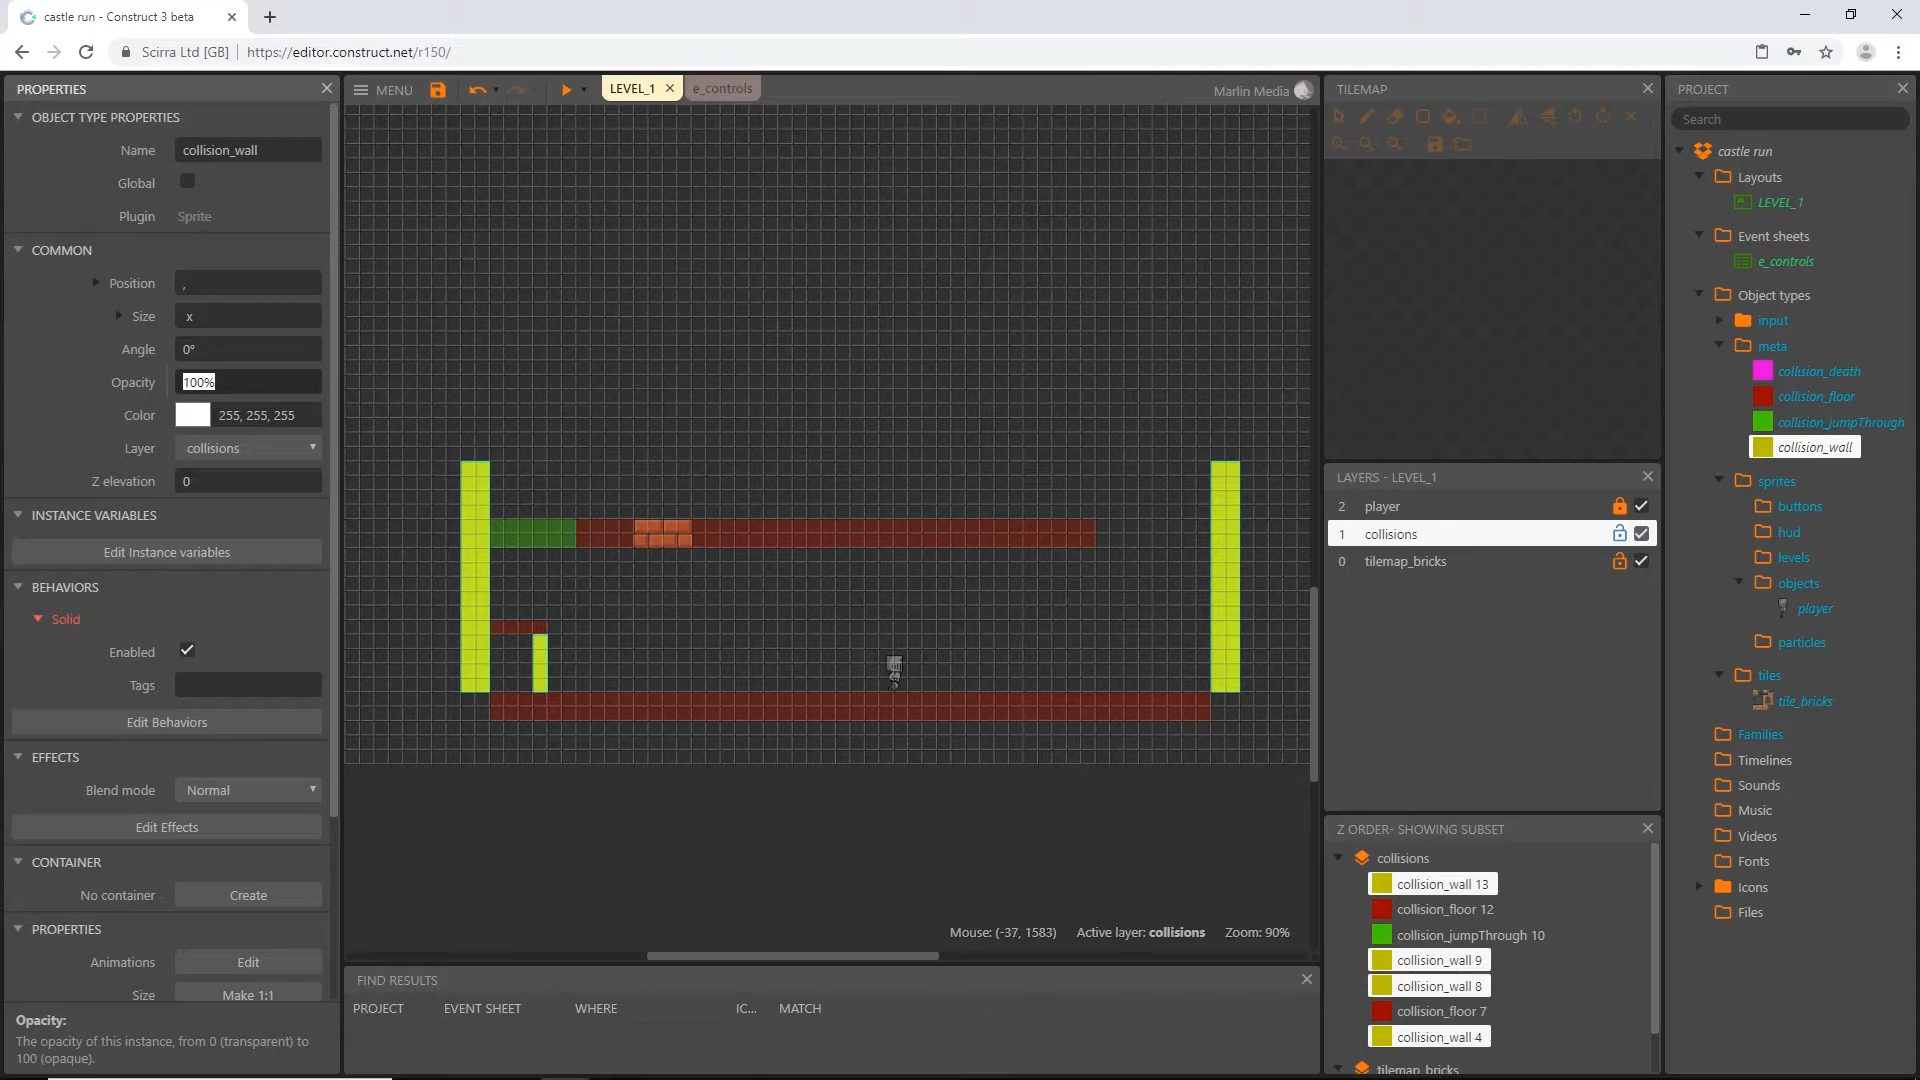 castle run - Construct 3 beta
Scirra Ltd [GB]
https://editor.construct.net/r150/
PROPERTIES
OBJECT TYPE PROPERTIES
Name
collision_wall
Global
Plugin
Sprite
COMMON
Position
,
Size
x
Angle
0°
Opacity
100%
Color
255, 255, 255
Layer
collisions
Z elevation
0
INSTANCE VARIABLES
Edit Instance variables
BEHAVIORS
Solid
Enabled
Tags
Edit Behaviors
EFFECTS
Blend mode
Normal
Edit Effects
CONTAINER
No container
Create
PROPERTIES
Animations
Edit
Size
Make 1:1
Opacity:
The opacity of this instance, from 0 (transparent) to
100 (opaque).
MENU
LEVEL_1
e_controls
Marlin Media
Mouse: (-37, 1583)
Active layer: collisions
Zoom: 90%
FIND RESULTS
PROJECT
EVENT SHEET
WHERE
IC...
MATCH
TILEMAP
LAYERS - LEVEL_1
2 player
1 collisions
0 tilemap_bricks
Z ORDER- SHOWING SUBSET
collisions
collision_wall 13
collision_floor 12
collision_jumpThrough 10
collision_wall 9
collision_wall 8
collision_floor 7
collision_wall 4
tilemap_bricks
PROJECT
Search
castle run
Layouts
LEVEL_1
Event sheets
e_controls
Object types
input
meta
collision_death
collision_floor
collision_jumpThrough
collision_wall
sprites
buttons
hud
levels
objects
player
particles
tiles
tile_bricks
Families
Timelines
Sounds
Music
Videos
Fonts
Icons
Files